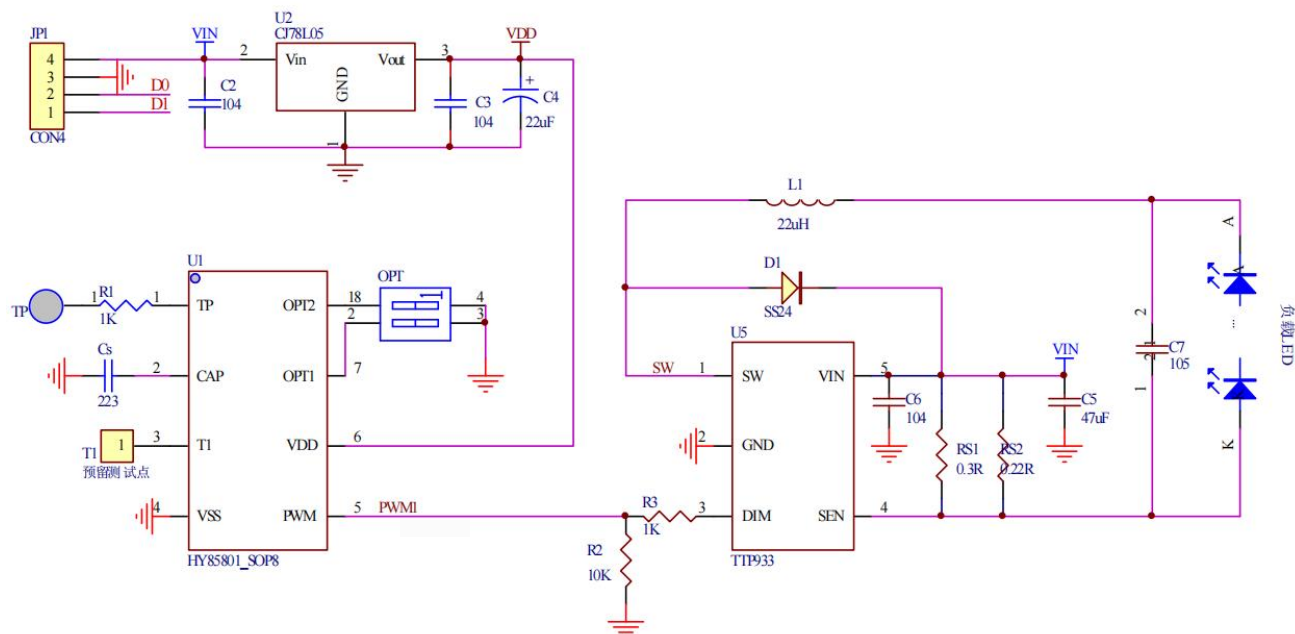 JP1
4
3
2
1
CON4
D0
D1
VIN
C2
104
U2
CJ78L05
2
Vin
Vout
3
GND
1
VDD
+
C3
104
C4
22uF
TP
1
R1
1K
1
Cs
223
2
T1
1
3
预留测 试点
4
U1
TP
CAP
T1
VSS
OPT2
OPT1
VDD
PWM
HY85801_SOP8
18
2
7
6
5
OPT
1
4
3
PWM1
R3
1K
3
R2
10K
L1
22uH
D1
SS24
SW
1
2
U5
SW
GND
DIM
VIN
SEN
TTP933
5
4
C6
104
RS1
0.3R
RS2
0.22R
VIN
C5
47uF
2
1
C7
105
A
A
...
K
负载LED